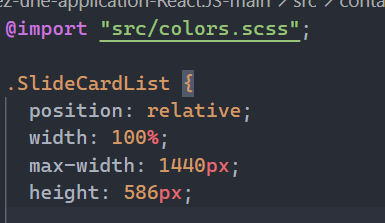 ez-une-application-ReactJS-main > src > conta
@import "src/colors.scss";
.SlideCardList {
position: relative;
width: 100%;
max-width: 1440px;
height: 586px;